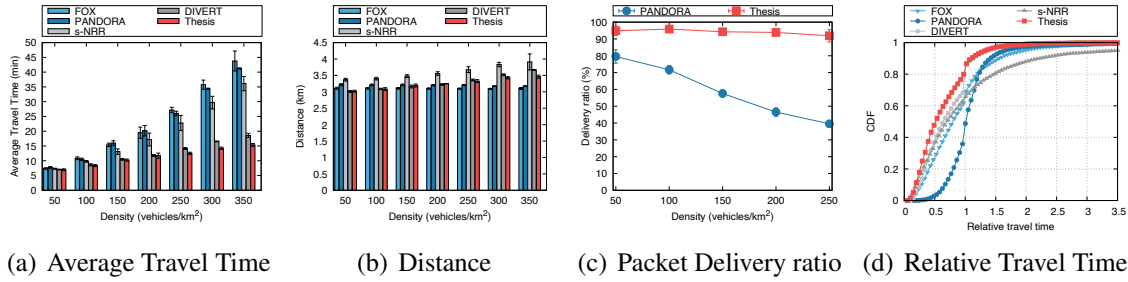 FOX
PANDORA
s-NRR
DIVERT
Thesis
Average Travel Time (min)
50
45
40
35
30
25
20
15
10
5
0
50 100 150 200 250 300 350
Density (vehicles/km²)
(a) Average Travel Time
FOX
PANDORA
s-NRR
DIVERT
Thesis
Distance (km)
4.5
4.0
3.5
3.0
2.5
2.0
1.5
1.0
0.5
0.0
50 100 150 200 250 300 350
Density (vehicles/km²)
(b) Distance
PANDORA
Thesis
Delivery ratio (%)
100
90
80
70
60
50
40
30
20
10
0
50 100 150 200 250
Density (vehicles/km²)
(c) Packet Delivery ratio
FOX
PANDORA
DIVERT
s-NRR
Thesis
CDF
1
0.8
0.6
0.4
0.2
0
0 0.5 1 1.5 2 2.5 3 3.5
Relative travel time
(d) Relative Travel Time